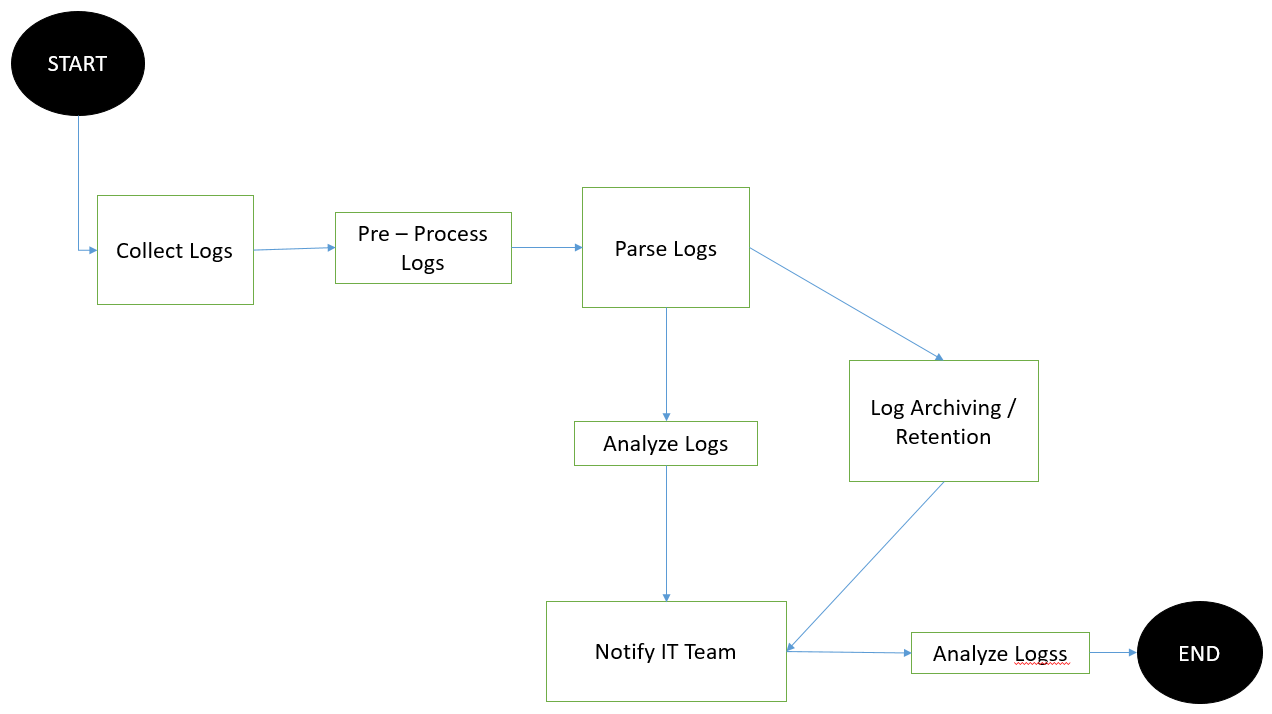 START
Collect Logs
Pre – Process
Logs
Parse Logs
Log Archiving /
Retention
Analyze Logs
Notify IT Team
Analyze Logss
END